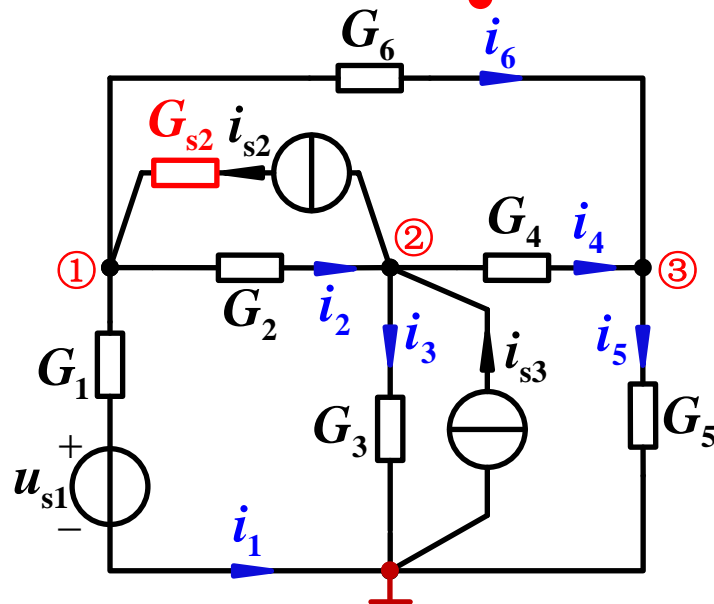 G₆
i₆
Gₛ₂
iₛ₂
②
G₄
i₄
①
③
G₂
i₂
i₃
iₛ₃
i₅
G₁
G₃
G₅
+
uₛ₁
−
i₁